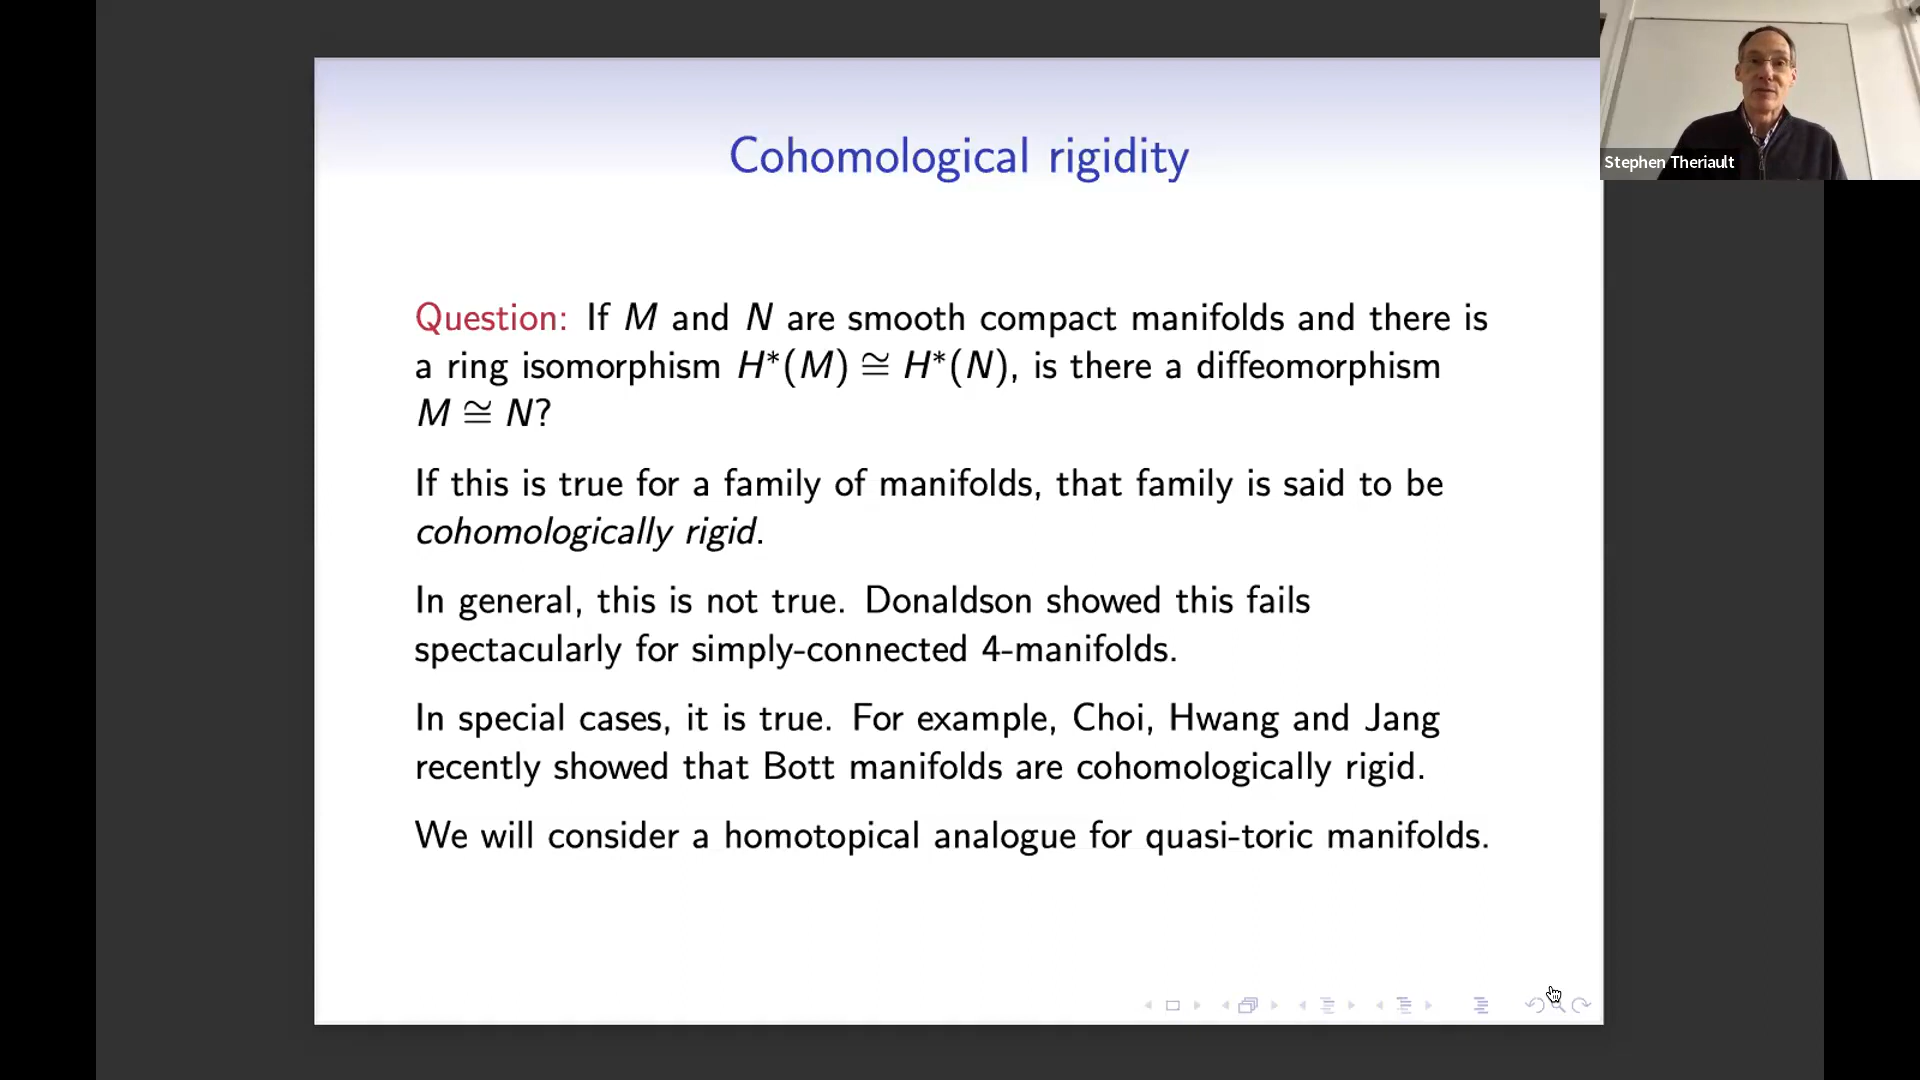 Cohomological rigidity
Stephen Theriault
Question: If M and N are smooth compact manifolds and there is
a ring isomorphism H*(M) ≅ H*(N), is there a diffeomorphism
M ≅ N?
If this is true for a family of manifolds, that family is said to be
cohomologically rigid.
In general, this is not true. Donaldson showed this fails
spectacularly for simply-connected 4-manifolds.
In special cases, it is true. For example, Choi, Hwang and Jang
recently showed that Bott manifolds are cohomologically rigid.
We will consider a homotopical analogue for quasi-toric manifolds.